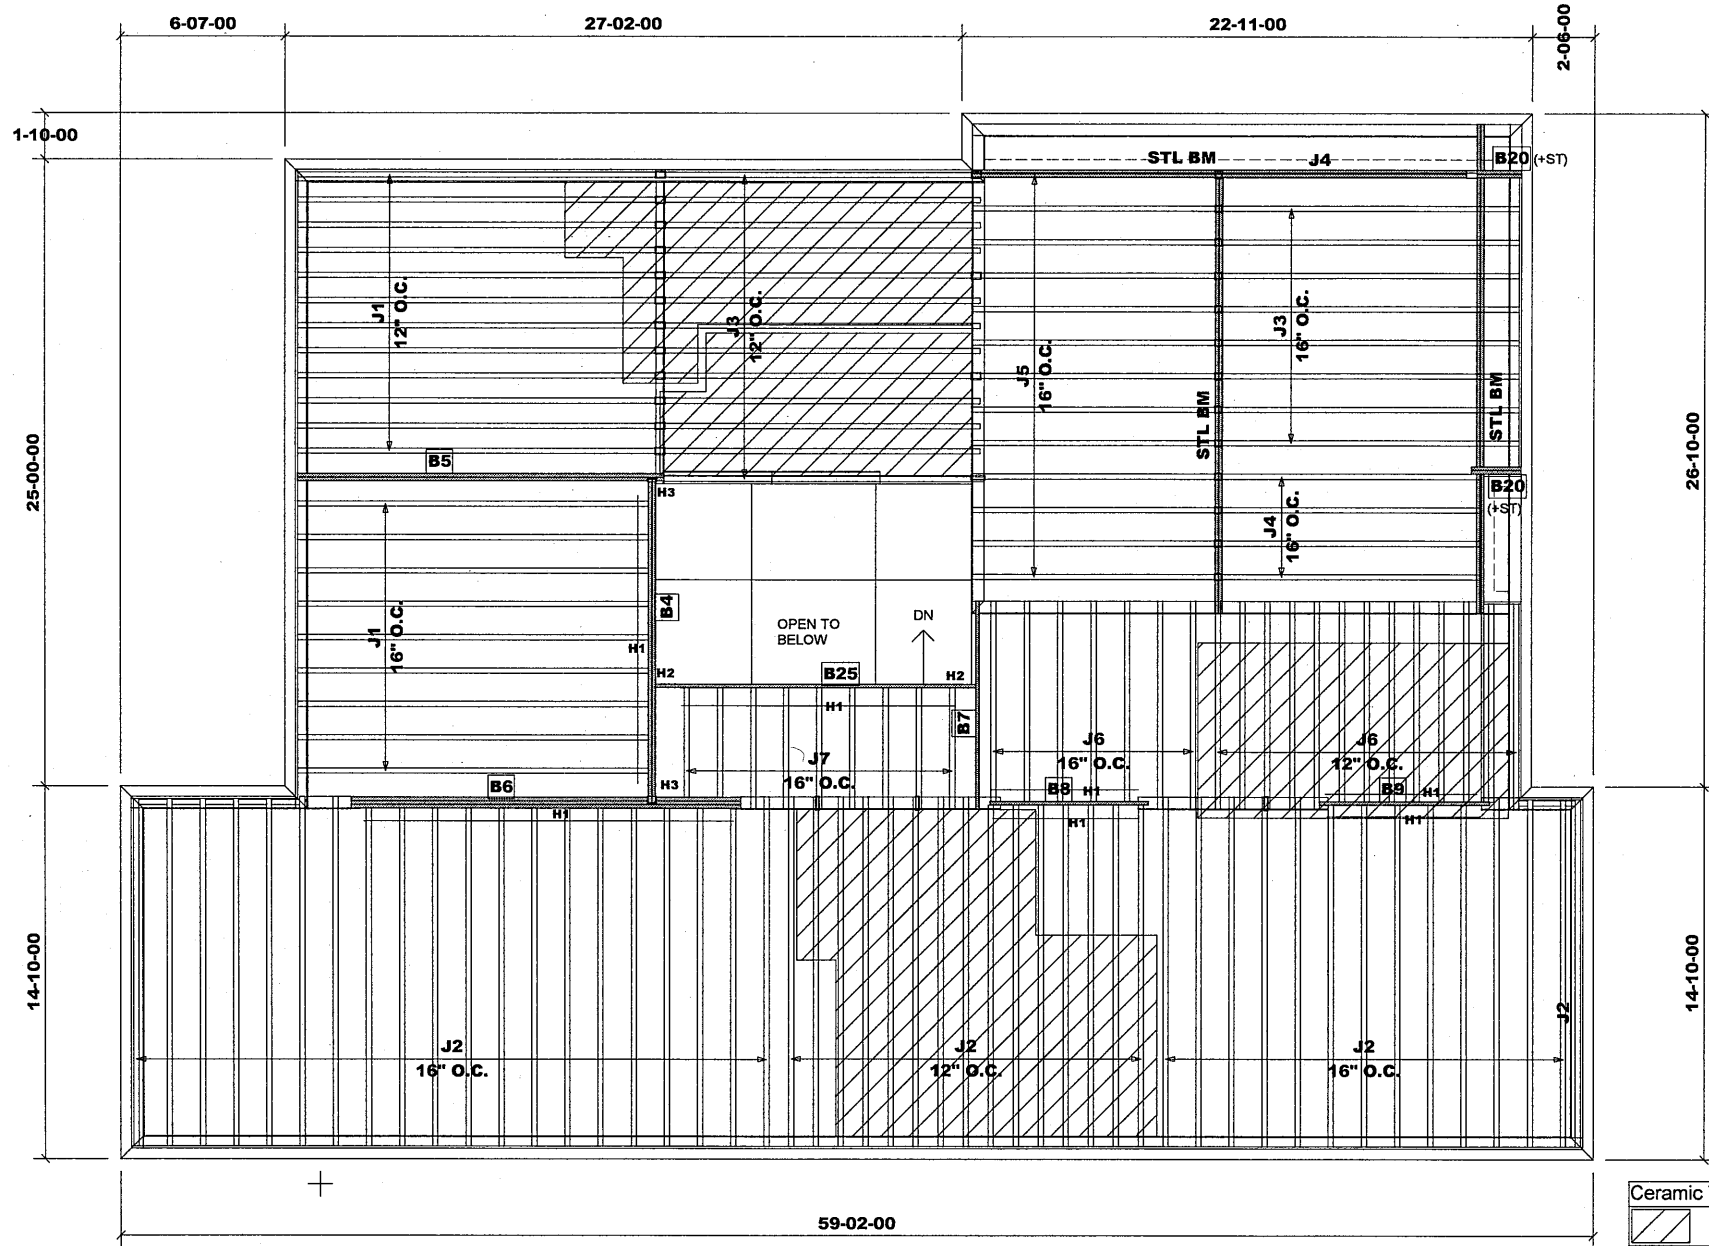 6-07-00
27-02-00
22-11-00
2-06-00
1-10-00
STL BM
J4
B20 (+ST)
J1
12" O.C.
J3
12" O.C.
J5
16" O.C.
J3
16" O.C.
STL BM
STL BM
25-00-00
26-10-00
B5
H3
B20
(+ST)
J4
16" O.C.
J1
16" O.C.
B4
H1
OPEN TO
BELOW
DN
H2
B25
H2
H1
B7
J7
16" O.C.
J6
16" O.C.
J6
12" O.C.
B6
H3
B8
H1
B9
H1
H1
H1
H1
14-10-00
14-10-00
J2
J2
16" O.C.
J2
12" O.C.
J2
16" O.C.
59-02-00
Ceramic